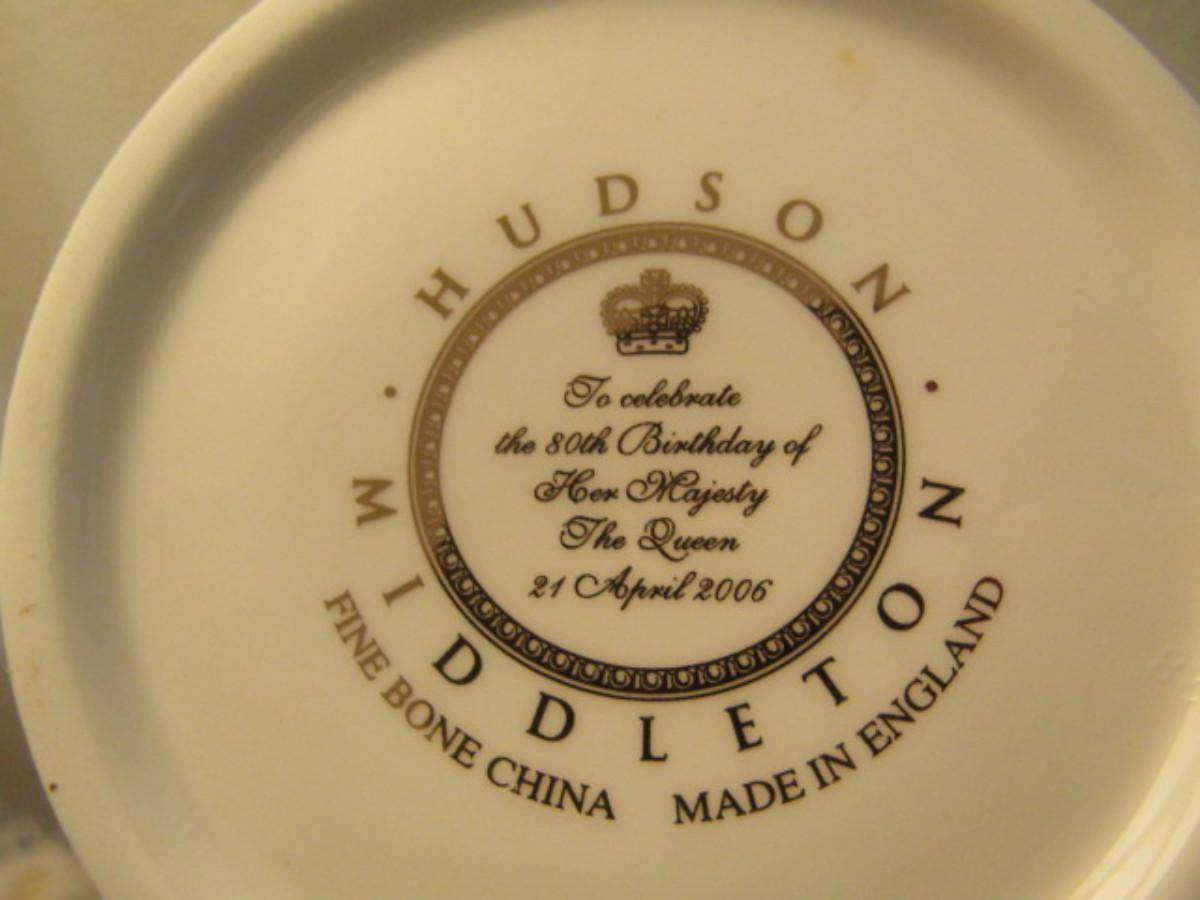 HUDSON
To celebrate
the 80th Birthday of
Her Majesty
The Queen
21 April 2006
MIDDLETON
FINE BONE CHINA MADE IN ENGLAND